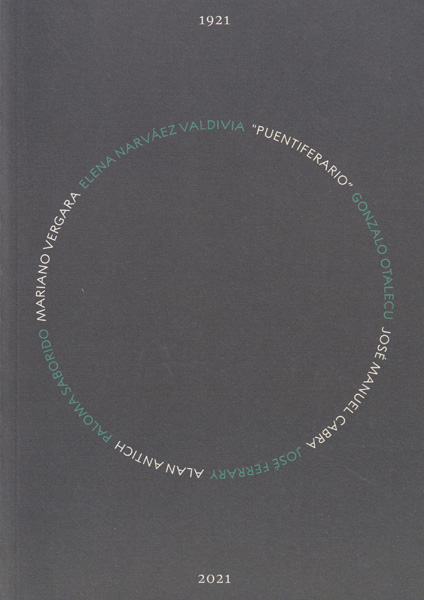 1921
ELENA NARVÁEZ VALDIVIA
"PUENTIFERARIO"
GONZALO OTALECU
JOSÉ MANUEL CABRA
JOSÉ FERRARY
ALAN ANTICH
PALOMA SABORIDO
MARIANO VERGARA
2021